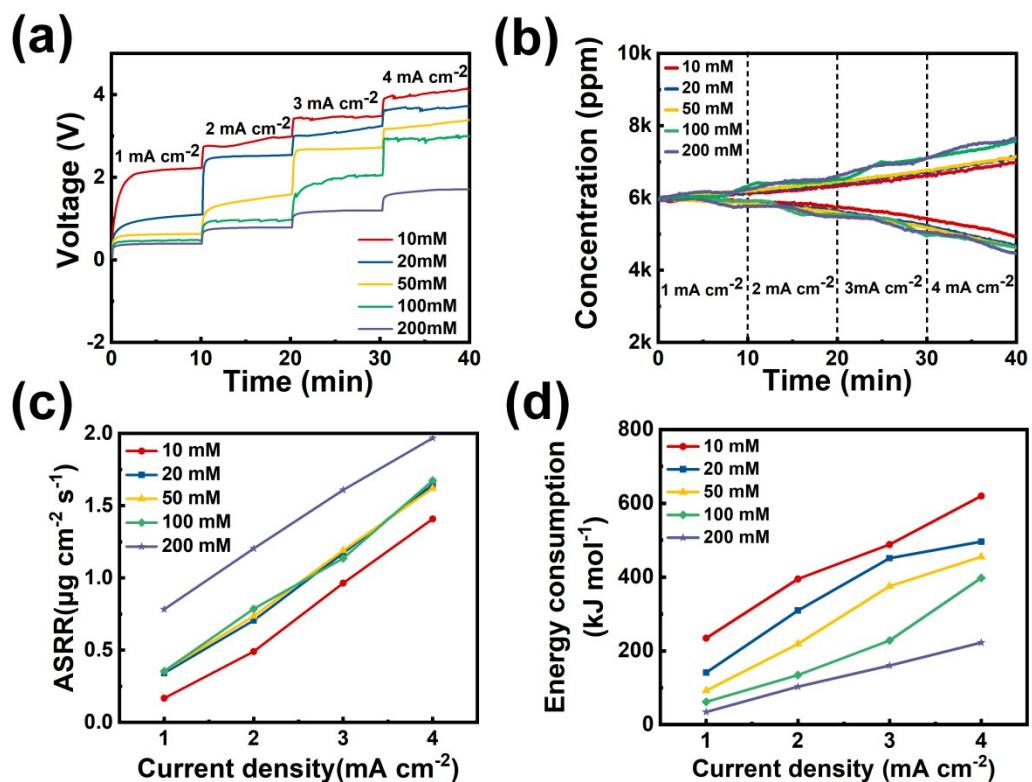 (a)
Voltage (V)
4
2
0
-2
0
10
20
30
40
Time (min)
1 mA cm-2
2 mA cm-2
3 mA cm-2
4 mA cm-2
10mM
20mM
50mM
100mM
200mM
(b)
Concentration (ppm)
10k
8k
6k
4k
2k
0
10
20
30
40
Time (min)
10 mM
20 mM
50 mM
100 mM
200 mM
1 mA cm-2
2 mA cm-2
3mA cm-2
4 mA cm-2
(c)
ASRR(μg cm-2 s-1)
2.0
1.5
1.0
0.5
0.0
1
2
3
4
Current density(mA cm-2)
10 mM
20 mM
50 mM
100 mM
200 mM
(d)
Energy consumption
(kJ mol-1)
800
600
400
200
0
1
2
3
4
Current density(mA cm-2)
10 mM
20 mM
50 mM
100 mM
200 mM